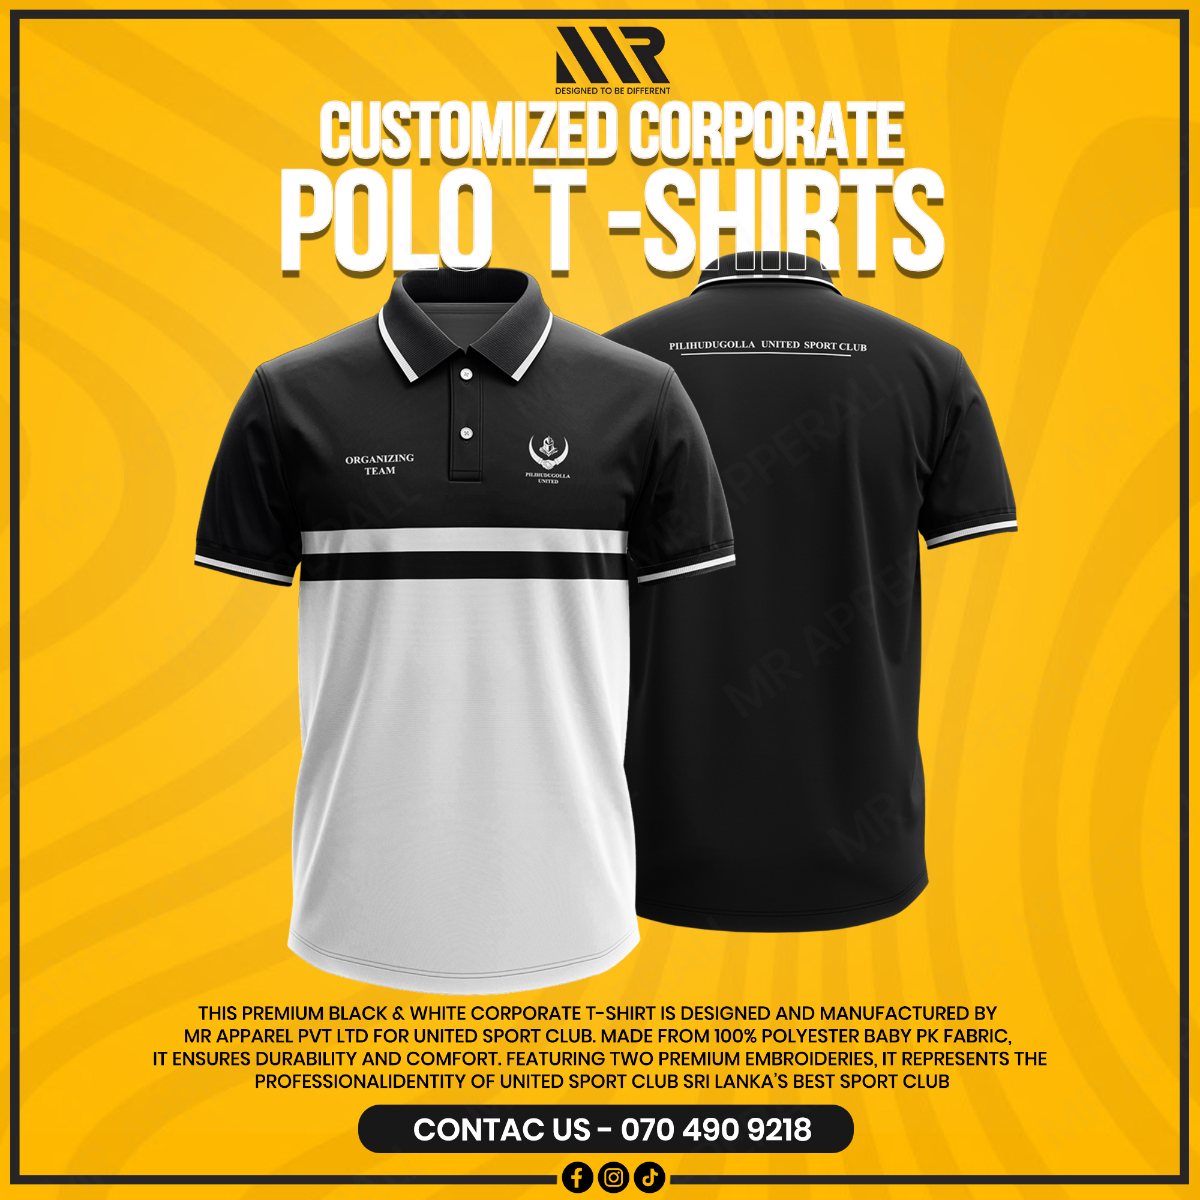 MR
DESIGNED TO BE DIFFERENT
CUSTOMIZED CORPORATE
POLO T -SHIRTS
PILIHUDUGOLLA UNITED SPORT CLUB
ORGANIZING
TEAM
PILIHUDUGOLLA
UNITED
MR APPERALL
THIS PREMIUM BLACK & WHITE CORPORATE T-SHIRT IS DESIGNED AND MANUFACTURED BY
MR APPAREL PVT LTD FOR UNITED SPORT CLUB. MADE FROM 100% POLYESTER BABY PK FABRIC,
IT ENSURES DURABILITY AND COMFORT. FEATURING TWO PREMIUM EMBROIDERIES, IT REPRESENTS THE
PROFESSIONALIDENTITY OF UNITED SPORT CLUB SRI LANKA'S BEST SPORT CLUB
CONTAC US - 070 490 9218